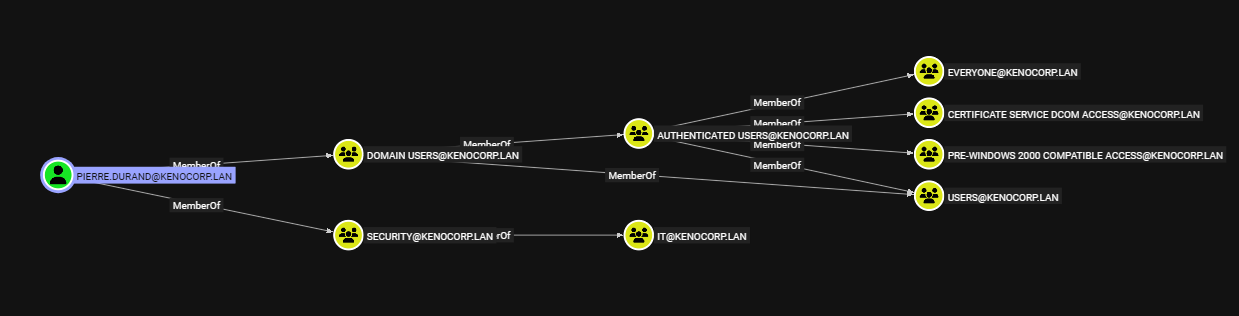 EVERYONE@KENOCORP.LAN
MemberOf
MemberOf
CERTIFICATE SERVICE DCOM ACCESS@KENOCORP.LAN
AUTHENTICATED USERS@KENOCORP.LAN
MemberOf
MemberOf
DOMAIN USERS@KENOCORP.LAN
PRE-WINDOWS 2000 COMPATIBLE ACCESS@KENOCORP.LAN
MemberOf
MemberOf
PIERRE.DURAND@KENOCORP.LAN
MemberOf
USERS@KENOCORP.LAN
MemberOf
SECURITY@KENOCORP.LAN rOf
IT@KENOCORP.LAN